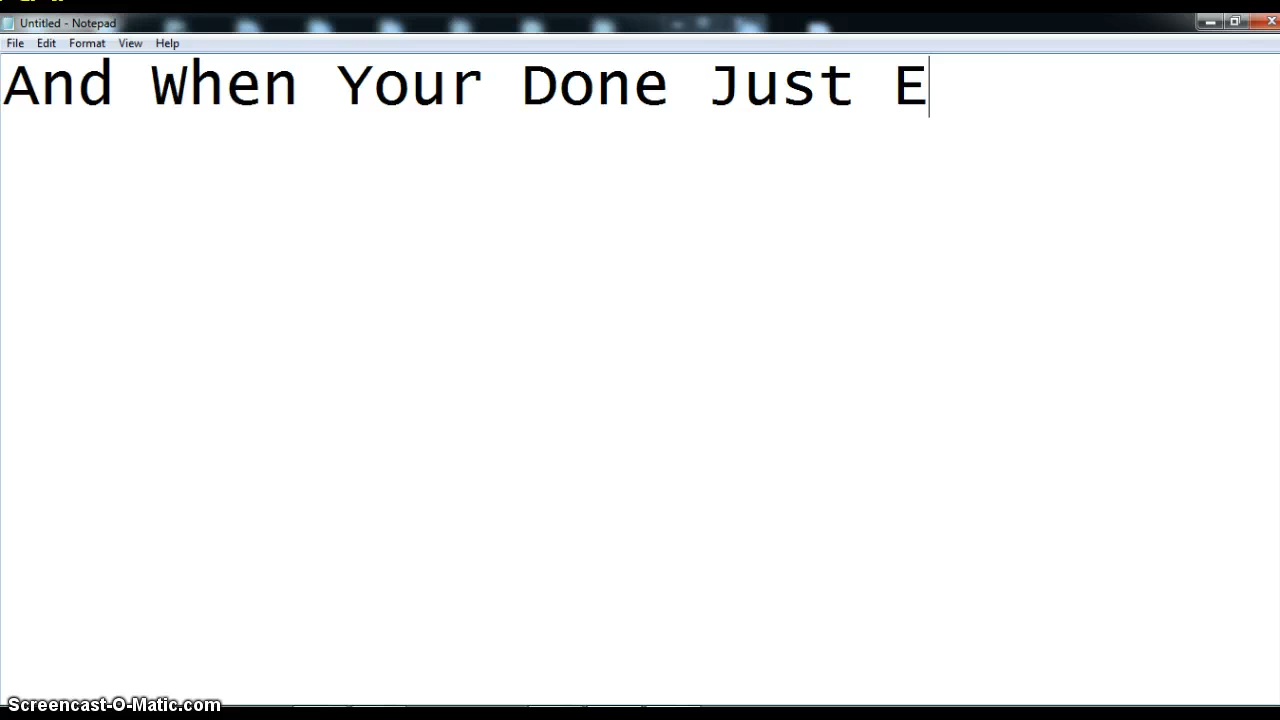 Untitled - Notepad
File Edit Format View Help
And When Your Done Just E
Screencast-O-Matic.com